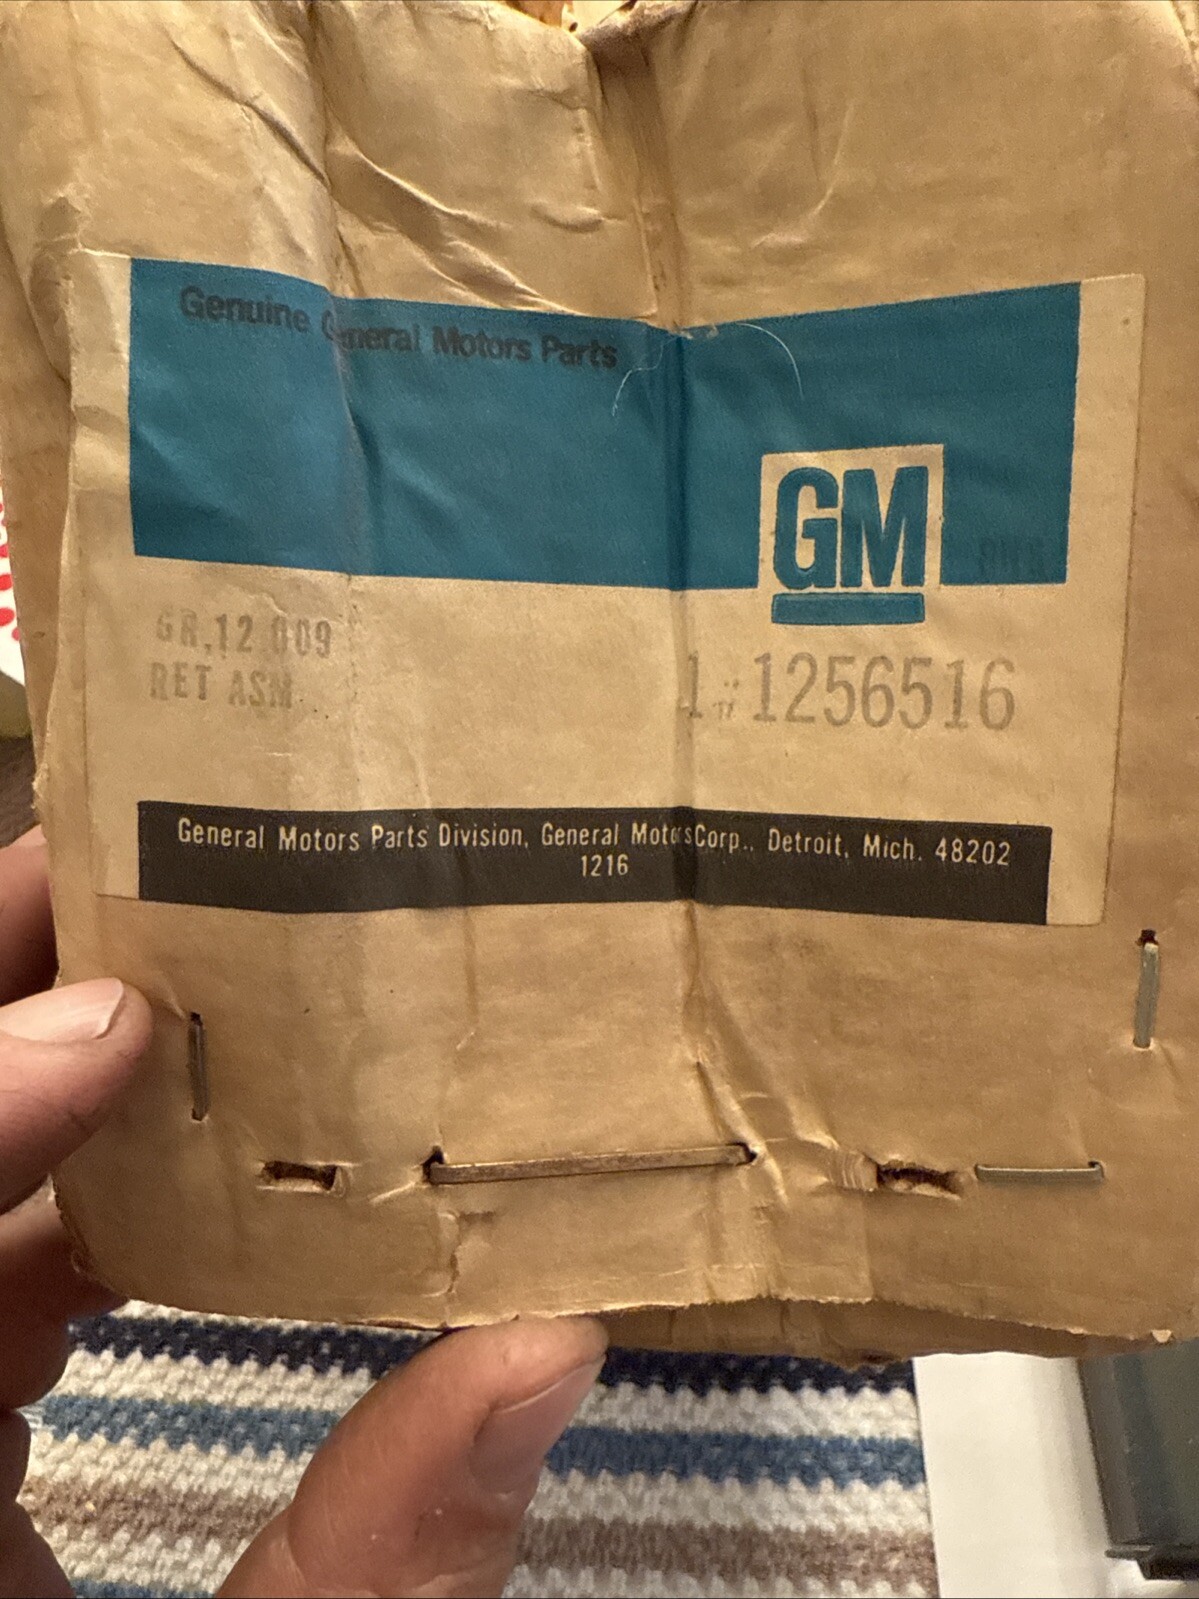 Genuine General Motors Parts
GM
GR,12.009
RET ASM
1 1256516
General Motors Parts Division, General Motors Corp., Detroit, Mich. 48202
1216